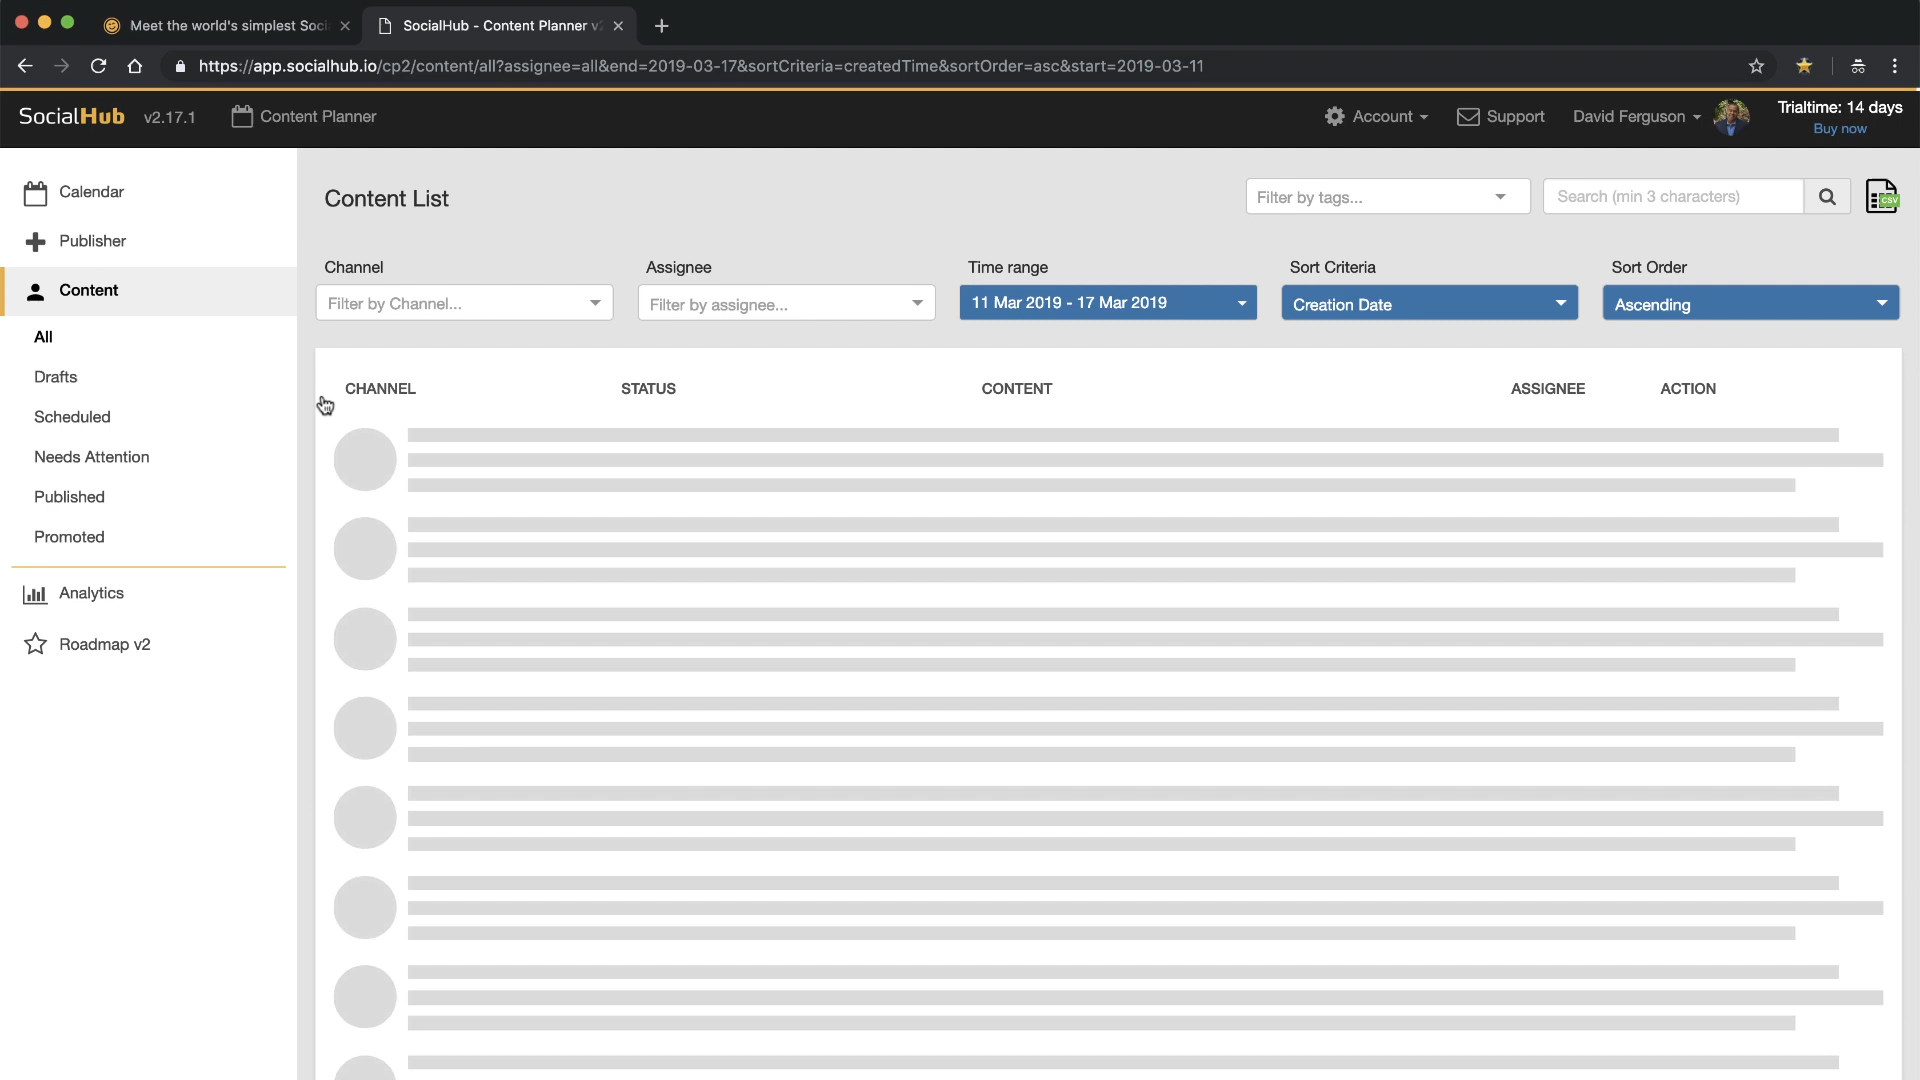 Meet the world's simplest Soci
SocialHub - Content Planner v2
https://app.socialhub.io/cp2/content/all?assignee=all&end=2019-03-17&sortCriteria=createdTime&sortOrder=asc&start=2019-03-11
SocialHub v2.17.1 Content Planner
Account Support David Ferguson
Trialtime: 14 days
Buy now
Calendar
Publisher
Content
All
Drafts
Scheduled
Needs Attention
Published
Promoted
Analytics
Roadmap v2
Content List
Filter by tags...
Search (min 3 characters)
CSV
Channel Assignee Time range Sort Criteria Sort Order
Filter by Channel... Filter by assignee... 11 Mar 2019 - 17 Mar 2019 Creation Date Ascending
CHANNEL STATUS CONTENT ASSIGNEE ACTION